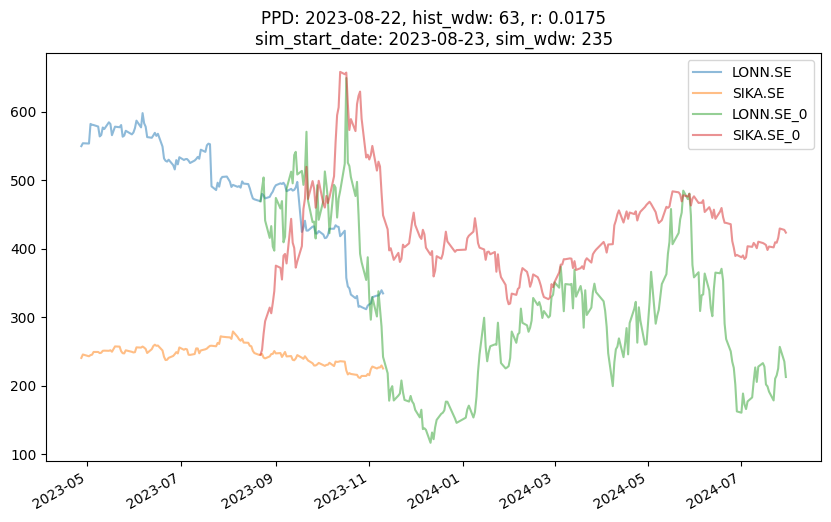 PPD: 2023-08-22, hist_wdw: 63, r: 0.0175
sim_start_date: 2023-08-23, sim_wdw: 235
LONN.SE
SIKA.SE
LONN.SE_0
SIKA.SE_0
600
500
400
300
200
100
2023-05
2023-07
2023-09
2023-11
2024-01
2024-03
2024-05
2024-07